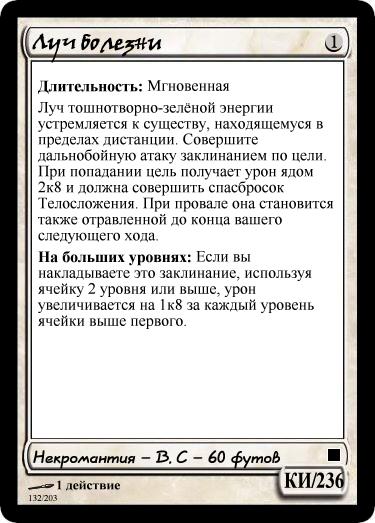 Луч болезни 1
Длительность: Мгновенная
Луч тошнотворно-зелёной энергии
устремляется к существу, находящемуся в
пределах дистанции. Совершите
дальнобойную атаку заклинанием по цели.
При попадании цель получает урон ядом
2к8 и должна совершить спасбросок
Телосложения. При провале она становится
также отравленной до конца вашего
следующего хода.
На больших уровнях: Если вы
накладываете это заклинание, используя
ячейку 2 уровня или выше, урон
увеличивается на 1к8 за каждый уровень
ячейки выше первого.
Некромантия – В, С – 60 футов
КИ/236
1 действие
132/203